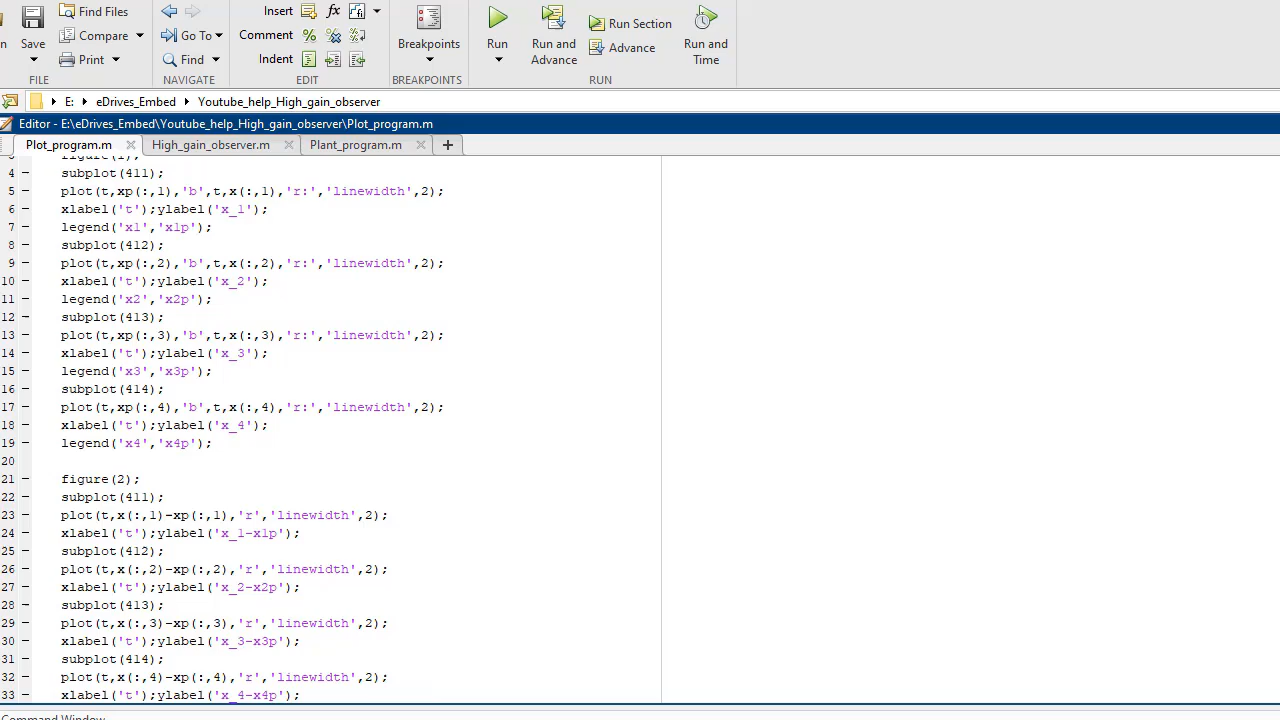 Find Files
Insert
fx
Save
Compare
Go To
Comment
Breakpoints
Run
Run and Advance
Run Section
Advance
Run and Time
Print
Find
Indent
FILE
NAVIGATE
EDIT
BREAKPOINTS
RUN
E: eDrives_Embed Youtube_help_High_gain_observer
Editor - E:\eDrives_Embed\Youtube_help_High_gain_observer\Plot_program.m
Plot_program.m High_gain_observer.m Plant_program.m
3 figure(1);
4 subplot(411);
5 plot(t,xp(:,1),'b',t,x(:,1),'r:','linewidth',2);
6 xlabel('t');ylabel('x_1');
7 legend('x1','x1p');
8 subplot(412);
9 plot(t,xp(:,2),'b',t,x(:,2),'r:','linewidth',2);
10 xlabel('t');ylabel('x_2');
11 legend('x2','x2p');
12 subplot(413);
13 plot(t,xp(:,3),'b',t,x(:,3),'r:','linewidth',2);
14 xlabel('t');ylabel('x_3');
15 legend('x3','x3p');
16 subplot(414);
17 plot(t,xp(:,4),'b',t,x(:,4),'r:','linewidth',2);
18 xlabel('t');ylabel('x_4');
19 legend('x4','x4p');
20
21 figure(2);
22 subplot(411);
23 plot(t,x(:,1)-xp(:,1),'r','linewidth',2);
24 xlabel('t');ylabel('x_1-x1p');
25 subplot(412);
26 plot(t,x(:,2)-xp(:,2),'r','linewidth',2);
27 xlabel('t');ylabel('x_2-x2p');
28 subplot(413);
29 plot(t,x(:,3)-xp(:,3),'r','linewidth',2);
30 xlabel('t');ylabel('x_3-x3p');
31 subplot(414);
32 plot(t,x(:,4)-xp(:,4),'r','linewidth',2);
33 xlabel('t');ylabel('x_4-x4p');
Command Window